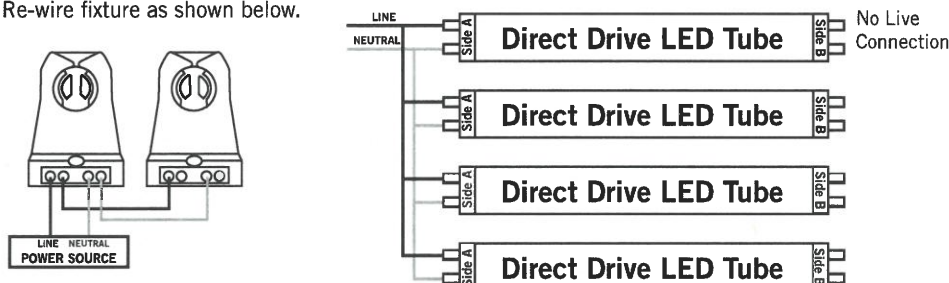 Re-wire fixture as shown below.
LINE NEUTRAL
POWER SOURCE
LINE
NEUTRAL
Side A
Direct Drive LED Tube
Side B
No Live
Connection
Side A
Direct Drive LED Tube
Side B
Side A
Direct Drive LED Tube
Side B
Side A
Direct Drive LED Tube
Side B